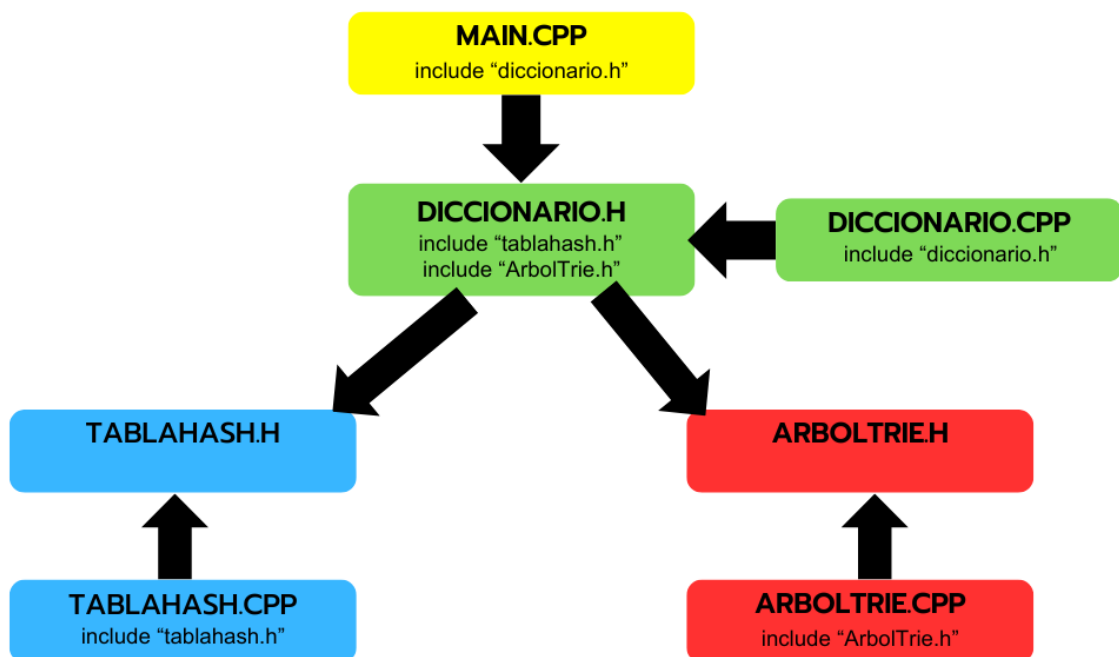 MAIN.CPP
include “diccionario.h”
DICCIONARIO.H
include “tablahash.h”
include “ArbolTrie.h”
DICCIONARIO.CPP
include “diccionario.h”
TABLAHASH.H
ARBOLTRIE.H
TABLAHASH.CPP
include “tablahash.h”
ARBOLTRIE.CPP
include “ArbolTrie.h”